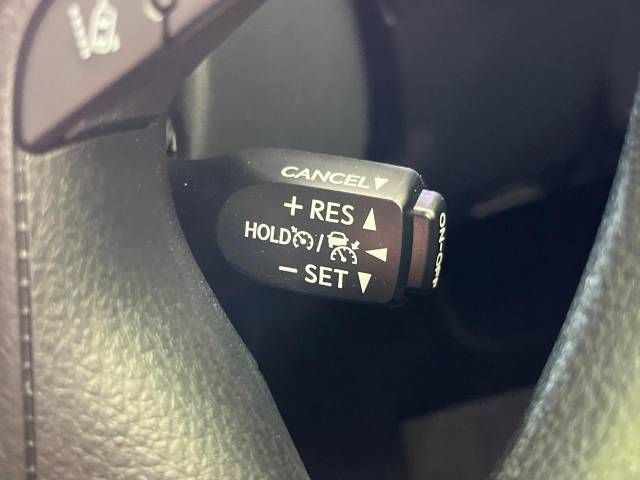 CANCEL▼
+ RES ▲
HOLD / ◀
− SET ▼
ON-OFF